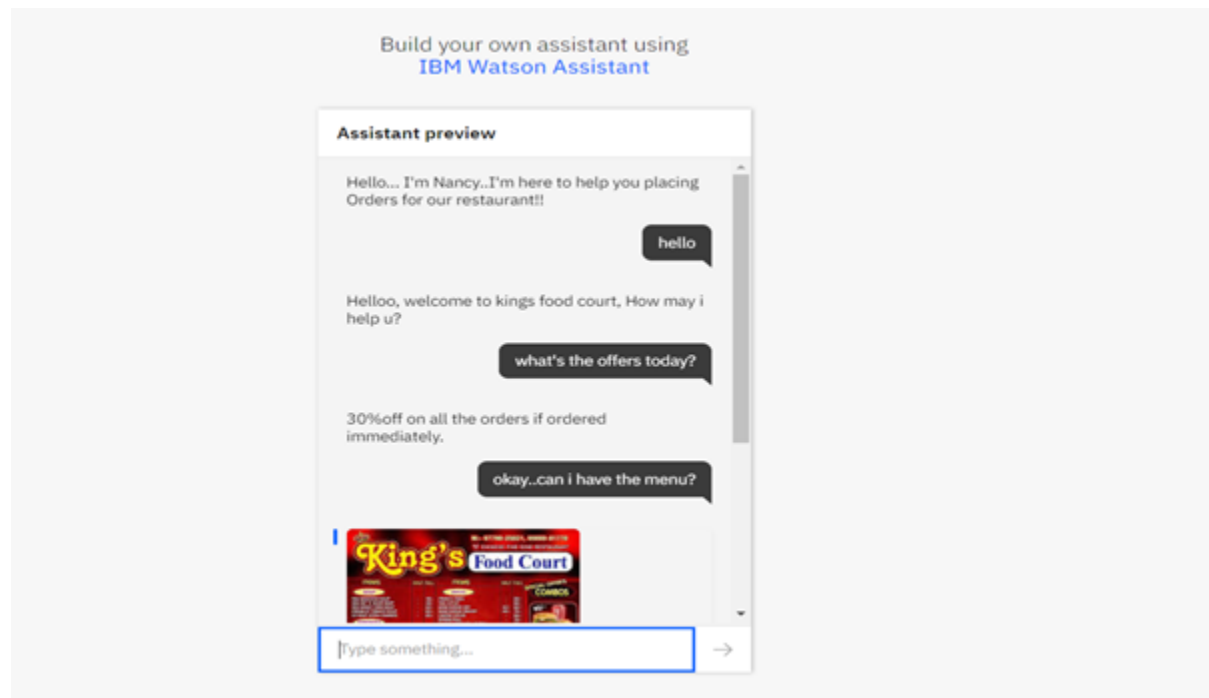 Build your own assistant using
IBM Watson Assistant
Assistant preview
Hello... I'm Nancy..I'm here to help you placing
Orders for our restaurant!!
hello
Helloo, welcome to kings food court, How may i
help u?
what's the offers today?
30%off on all the orders if ordered
immediately.
okay..can i have the menu?
King's Food Court
COMBOS
Type something...